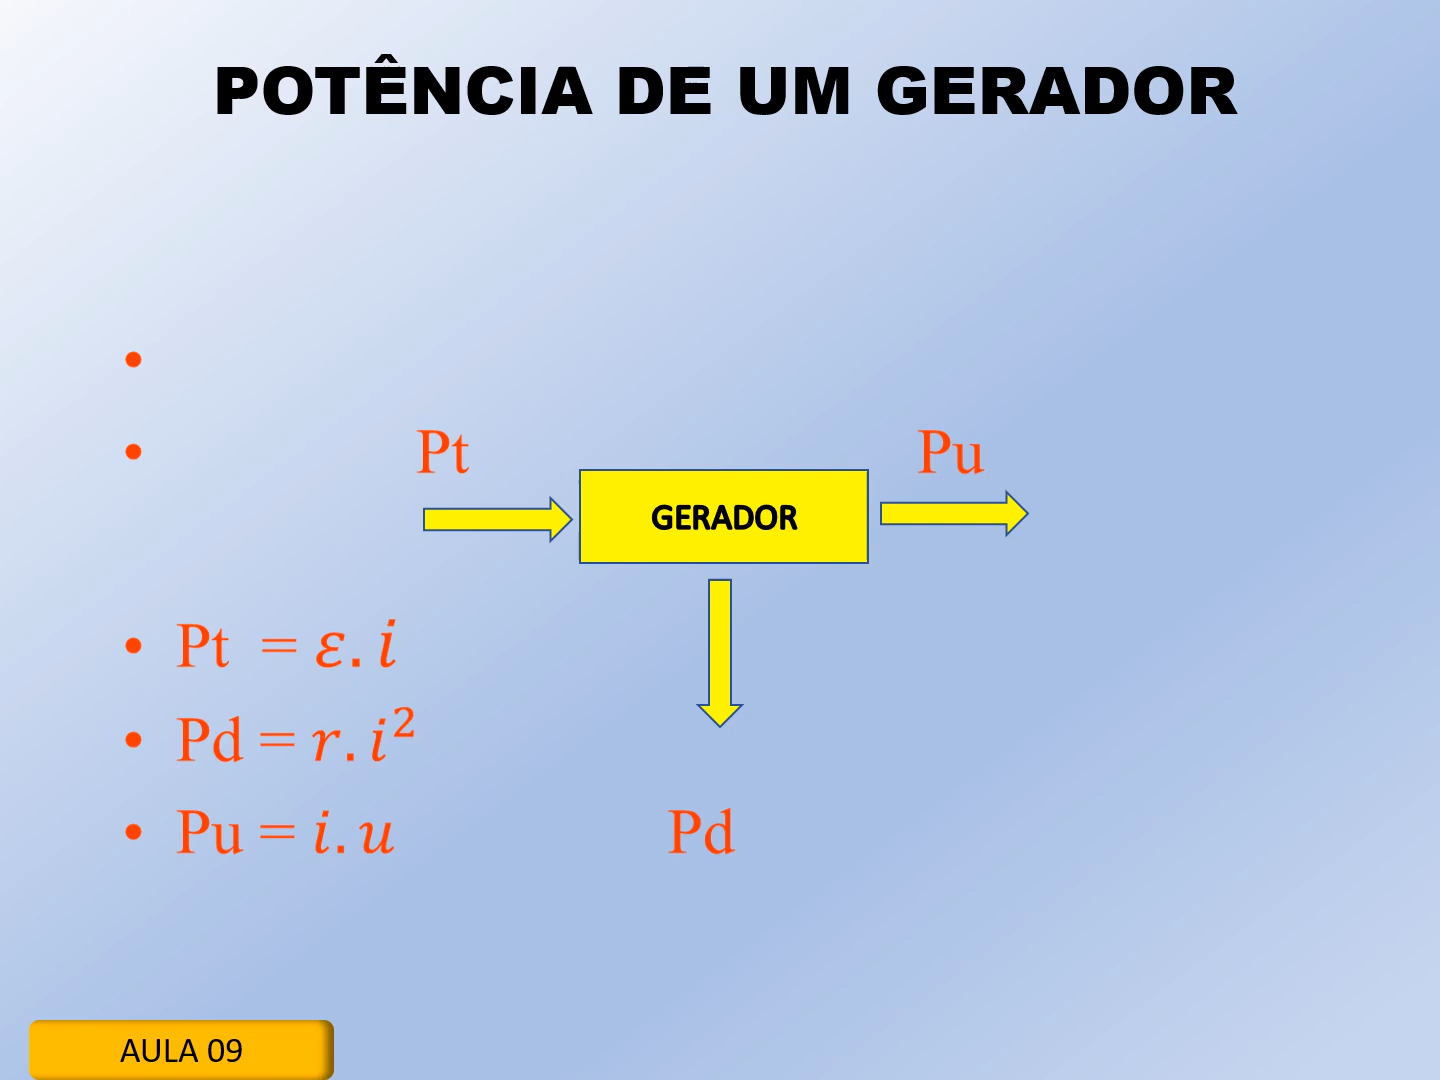 POTÊNCIA DE UM GERADOR
•
• Pt Pu
GERADOR
• Pt = ε.i
• Pd = r.i²
• Pu = i.u Pd
AULA 09